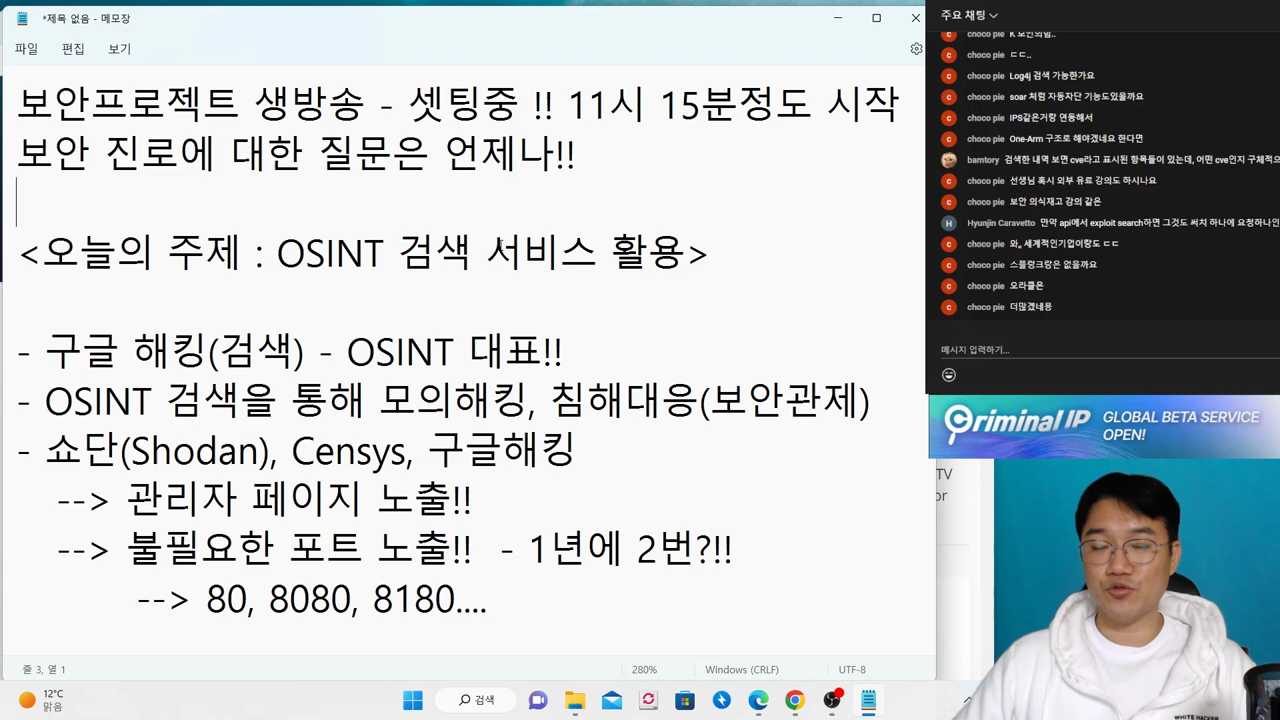 *제목 없음 - 메모장
파일 편집 보기
보안프로젝트 생방송 - 셋팅중 !! 11시 15분정도 시작
보안 진로에 대한 질문은 언제나!!
<오늘의 주제 : OSINT 검색 서비스 활용>
- 구글 해킹(검색) - OSINT 대표!!
- OSINT 검색을 통해 모의해킹, 침해대응(보안관제)
- 쇼단(Shodan), Censys, 구글해킹
--> 관리자 페이지 노출!!
--> 불필요한 포트 노출!! - 1년에 2번?!!
--> 80, 8080, 8180....
줄 3, 열 1 280% Windows (CRLF) UTF-8
12°C
맑음
검색
주요 채팅
choco pie
choco pie ㄷㄷ..
choco pie Log4j 검색 가능한가요
choco pie soar 처럼 자동차단 기능도있을까요
choco pie IPS같은거랑 연동해서
choco pie One-Arm 구조로 해야겠네요 한다면
bamtory 검색한 내역 보면 cve라고 표시된 항목들이 있는데, 어떤 cve인지 구체적으
choco pie 선생님 혹시 외부 유료 강의도 하시나요
choco pie 보안 의식재고 강의 같은
Hyunjin Caravetto 만약 api에서 exploit search하면 그것도 써치 하나에 요청하나인
choco pie 와,, 세계적인기업이랑도 ㄷㄷ
choco pie 스플렁크랑은 없을까요
choco pie 오라클은
choco pie 더많겠네용
메시지 입력하기...
Criminal IP GLOBAL BETA SERVICE
OPEN!
TV
or
WHITE HACKER